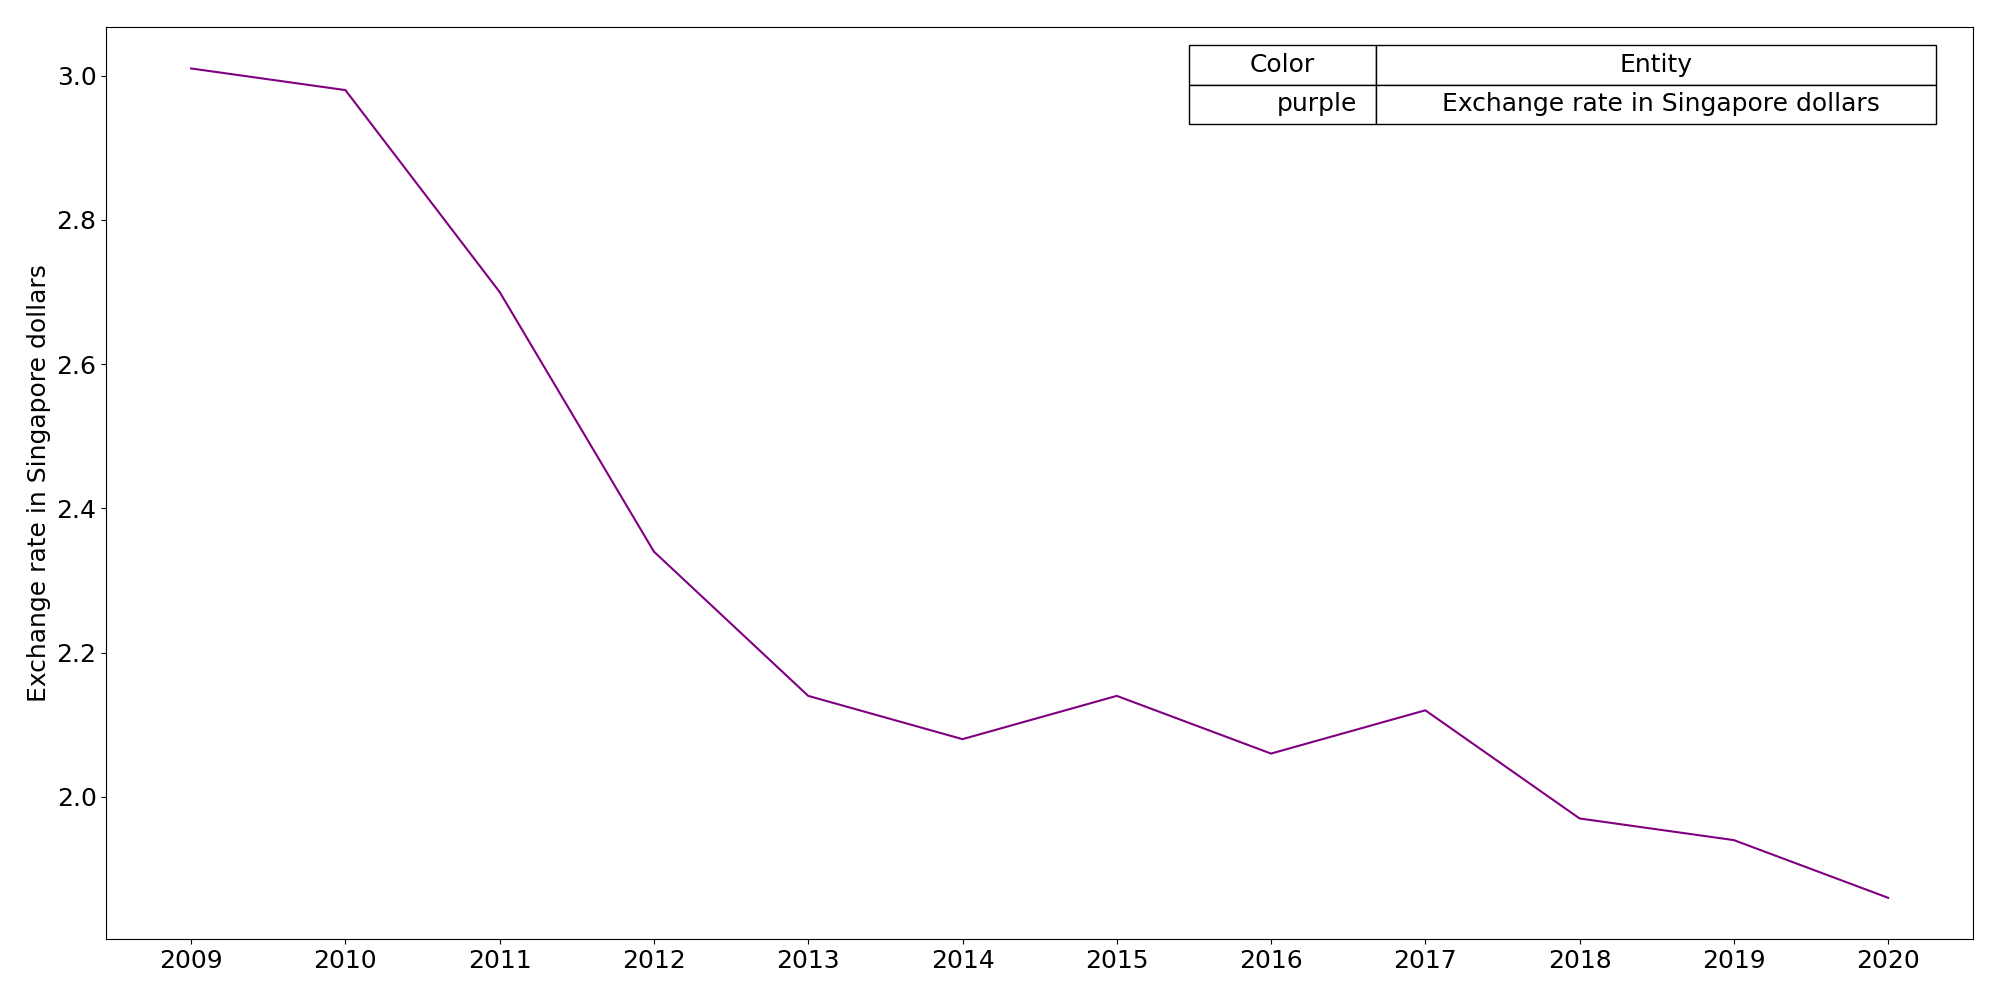 Color Entity
purple Exchange rate in Singapore dollars
Exchange rate in Singapore dollars
3.0
2.8
2.6
2.4
2.2
2.0
2009 2010 2011 2012 2013 2014 2015 2016 2017 2018 2019 2020